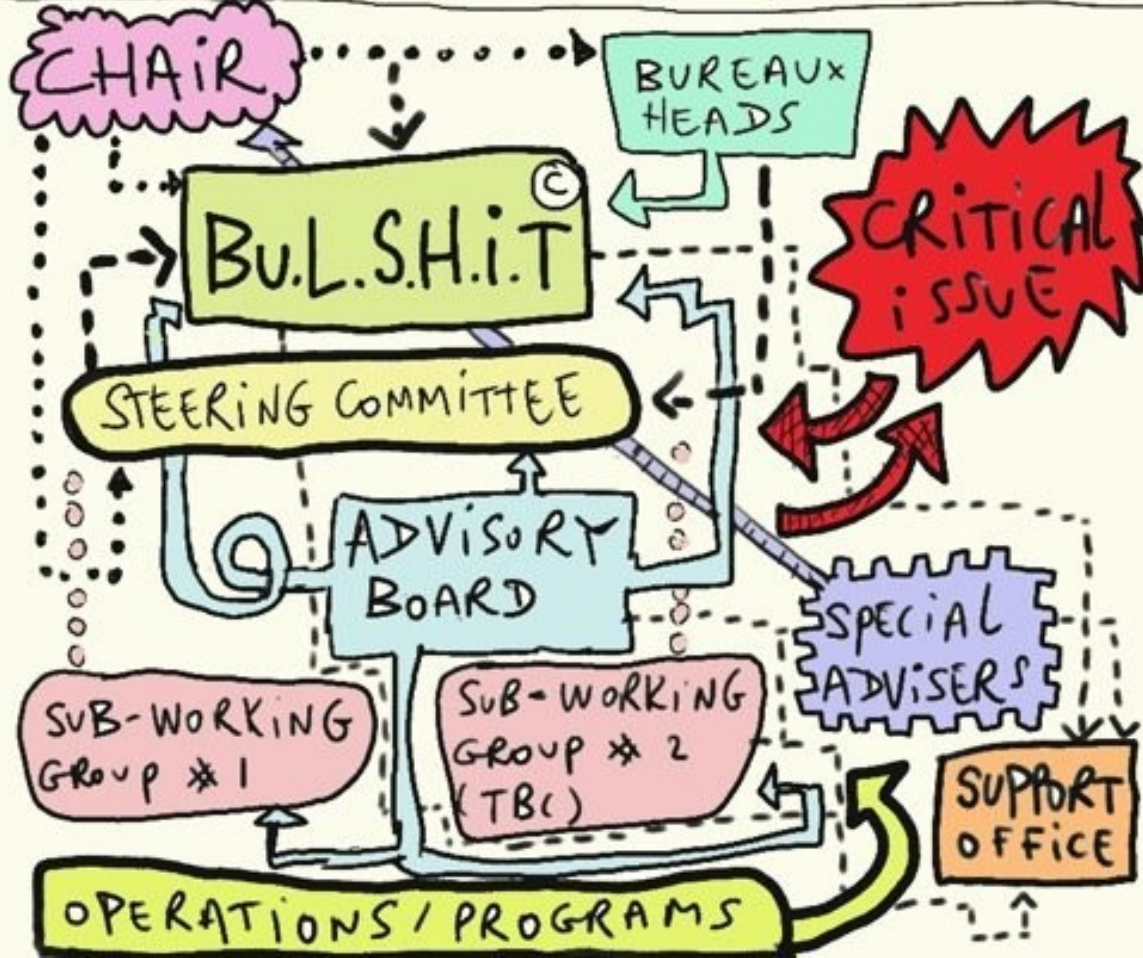 CHAiR
BUREAUX
HEADS
©
BU.L.S.H.i.T
CRiTiCAL
iSSUE
STEERiNG COMMiTTEE
ADViSORY
BOARD
SPECiAL
ADViSERS
SUB-WORKiNG
GROUP # 1
SUB-WORKiNG
GROUP # 2
(TBC)
SUPPORT
OFFiCE
OPERATiONS/PROGRAMS